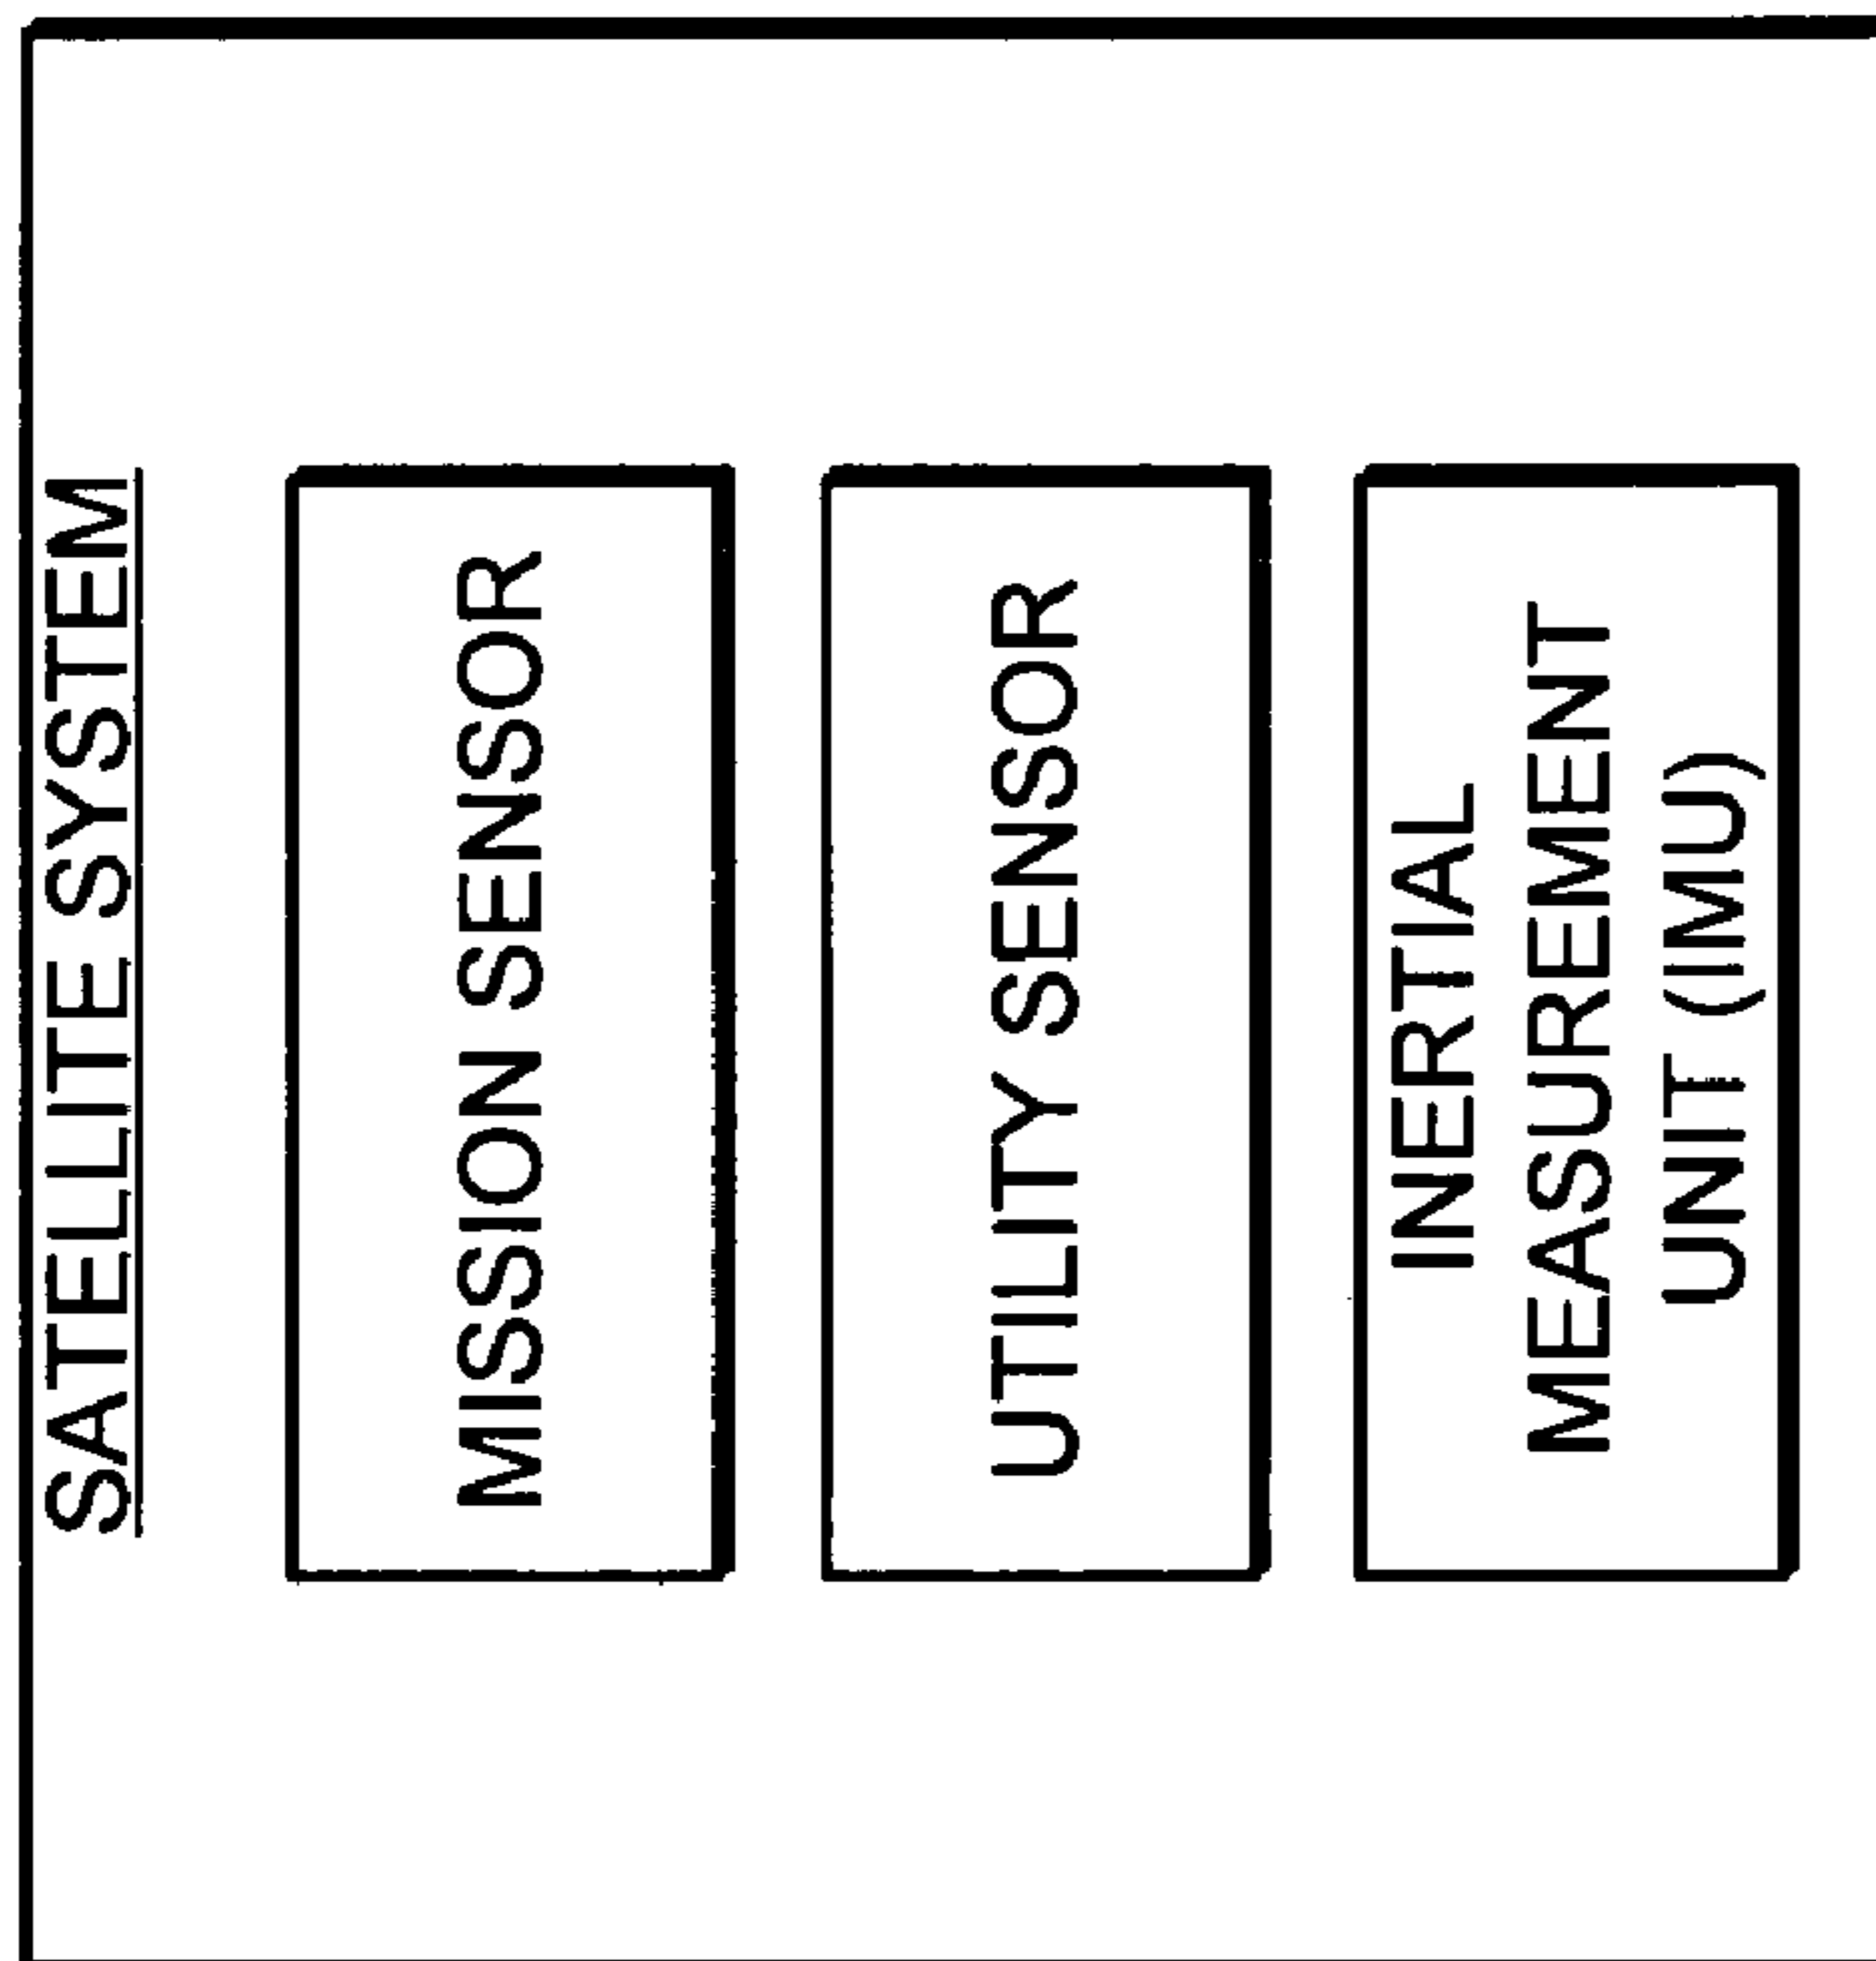 SATELLITE SYSTEM
MISSION SENSOR
UTILITY SENSOR
INERTIAL
MEASUREMENT
UNIT (IMU)